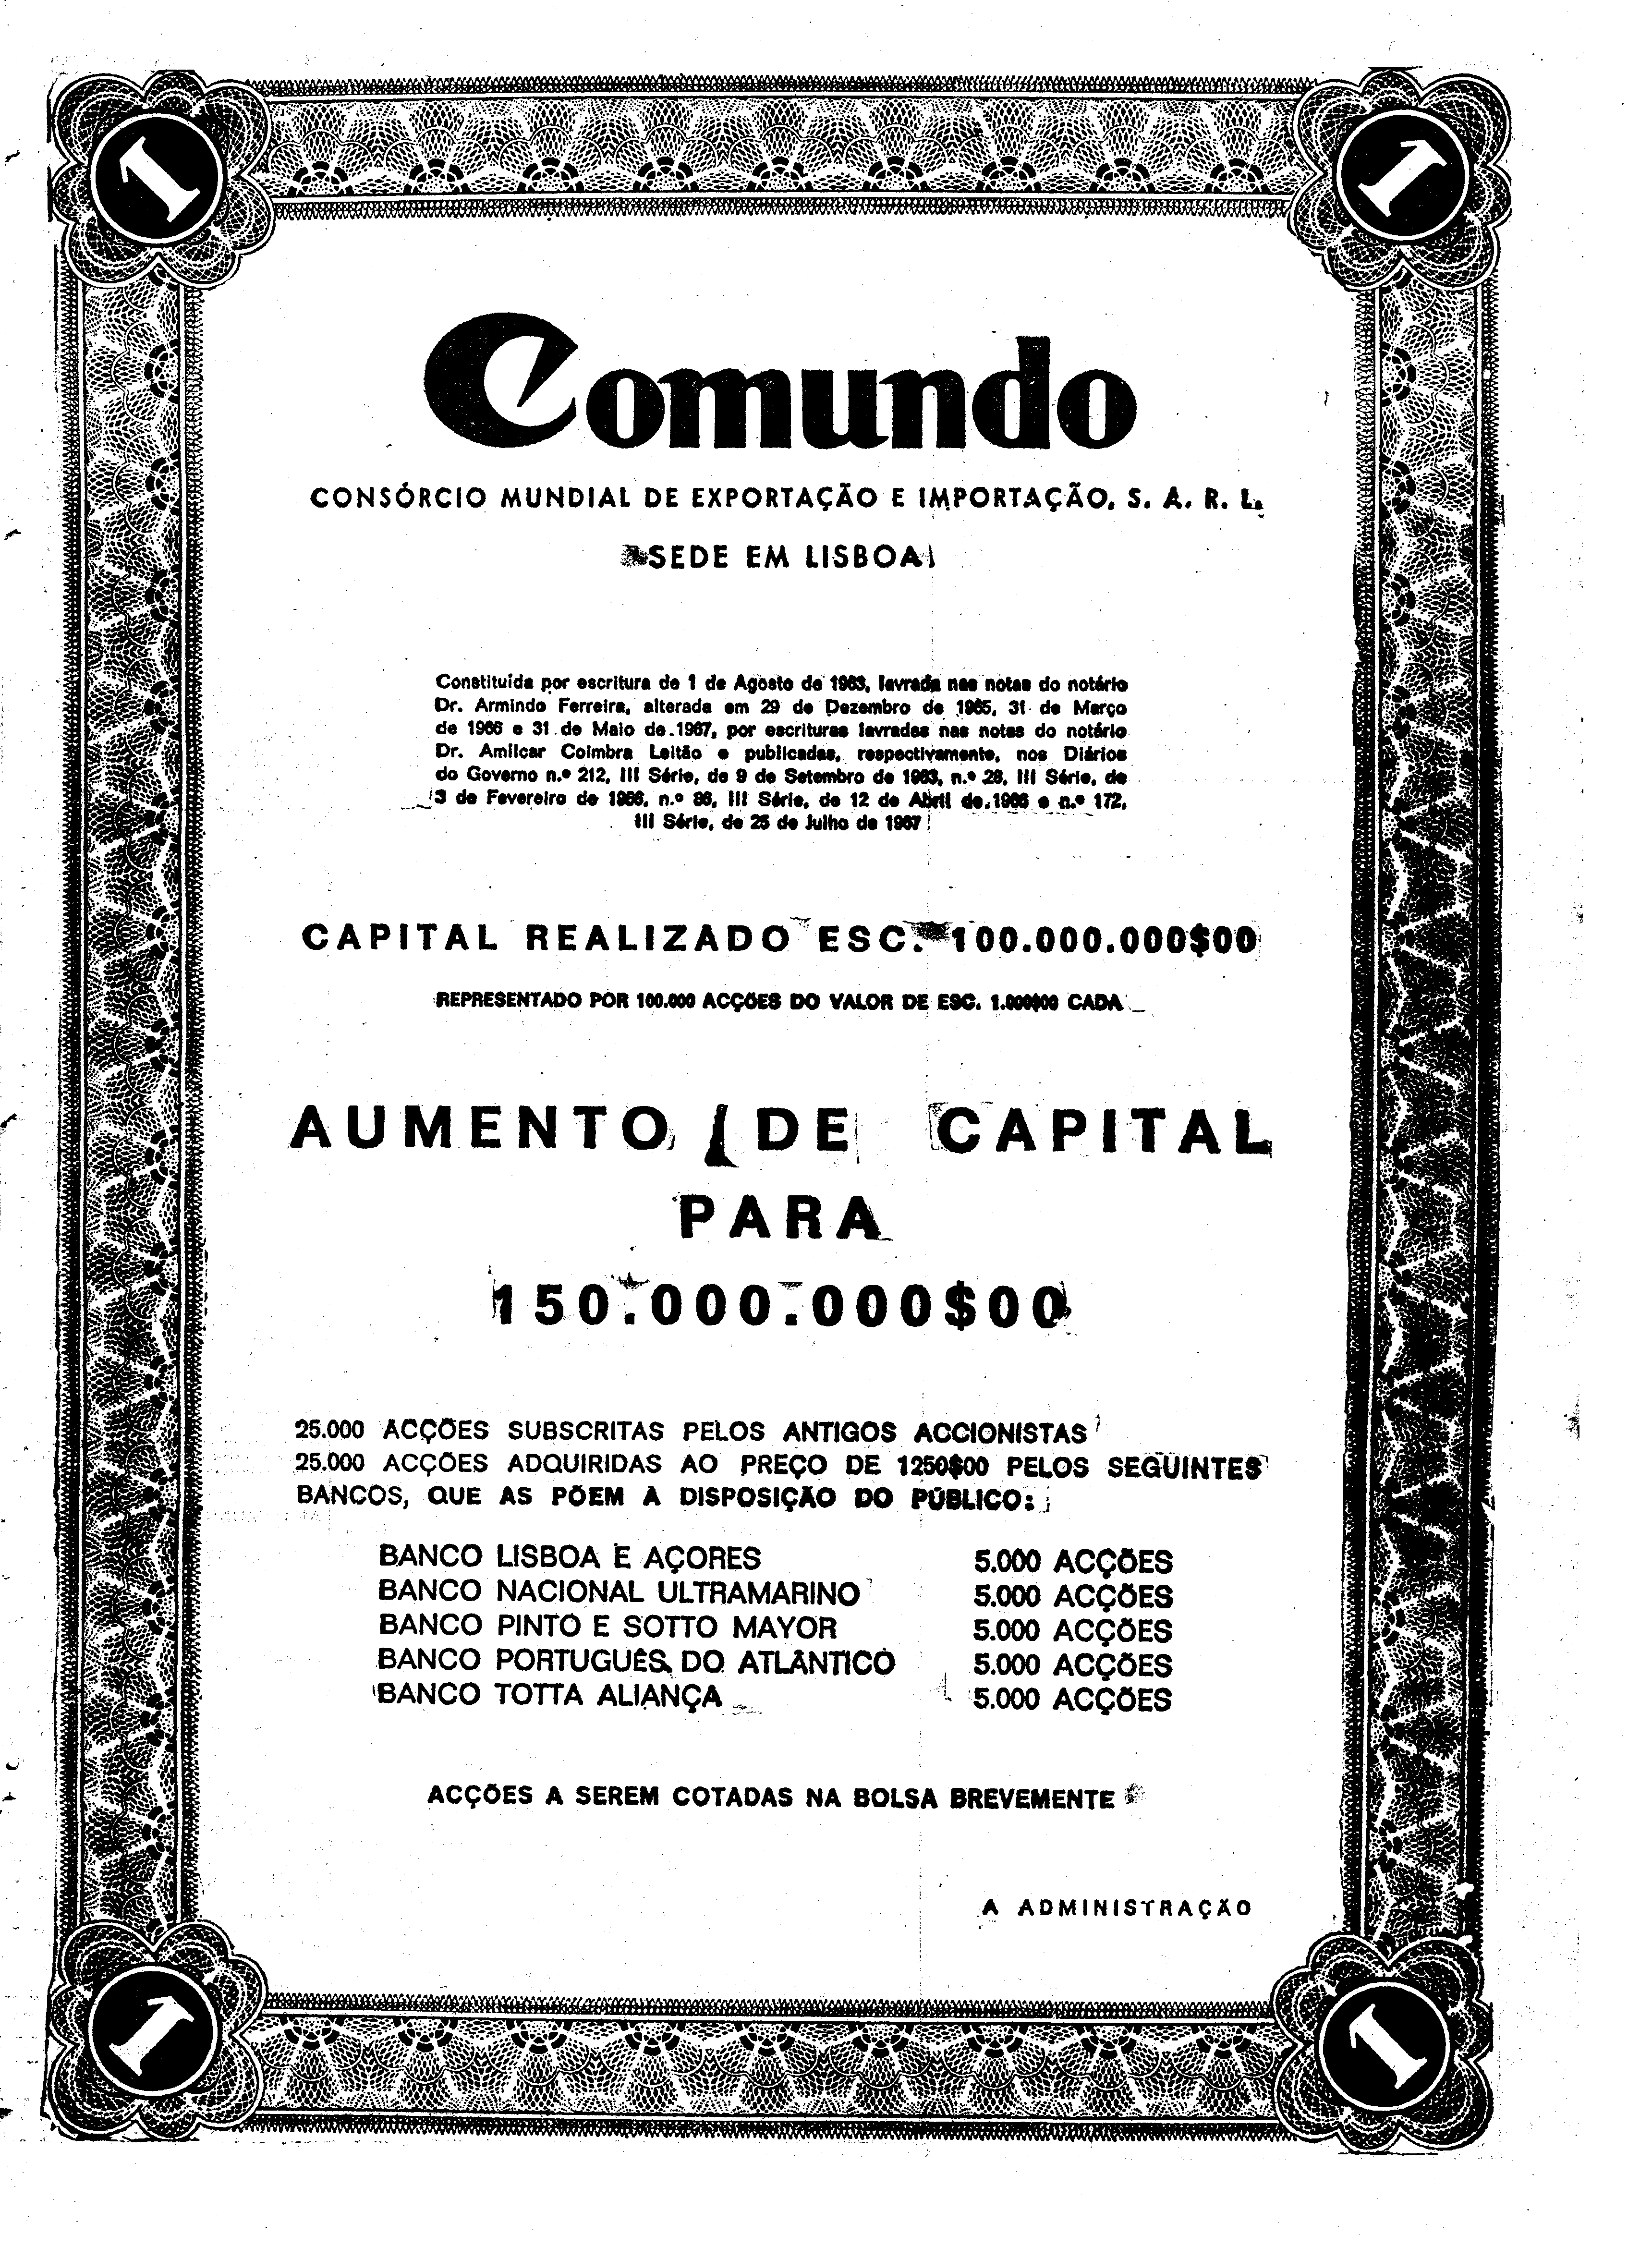 1 1
Comundo
CONSÓRCIO MUNDIAL DE EXPORTAÇÃO E IMPORTAÇÃO, S. A. R. L.
SEDE EM LISBOA
Constituída por escritura de 1 de Agosto de 1963, lavrada nas notas do notário
Dr. Armindo Ferreira, alterada em 29 de Dezembro de 1965, 31 de Março
de 1966 e 31 de Maio de 1967, por escrituras lavradas nas notas do notário
Dr. Amílcar Coimbra Leitão e publicadas, respectivamente, nos Diários
do Governo n.º 212, III Série, de 9 de Setembro de 1963, n.º 28, III Série, de
3 de Fevereiro de 1966, n.º 86, III Série, de 12 de Abril de 1966 e n.º 172,
III Série, de 25 de Julho de 1967
CAPITAL REALIZADO ESC. 100.000.000$00
REPRESENTADO POR 100.000 ACÇÕES DO VALOR DE ESC. 1.000$00 CADA
AUMENTO DE CAPITAL
PARA
150.000.000$00
25.000 ACÇÕES SUBSCRITAS PELOS ANTIGOS ACCIONISTAS
25.000 ACÇÕES ADQUIRIDAS AO PREÇO DE 1250$00 PELOS SEGUINTES
BANCOS, QUE AS PÕEM À DISPOSIÇÃO DO PÚBLICO:
BANCO LISBOA E AÇORES 5.000 ACÇÕES
BANCO NACIONAL ULTRAMARINO 5.000 ACÇÕES
BANCO PINTO E SOTTO MAYOR 5.000 ACÇÕES
BANCO PORTUGUÊS DO ATLÂNTICO 5.000 ACÇÕES
BANCO TOTTA ALIANÇA 5.000 ACÇÕES
ACÇÕES A SEREM COTADAS NA BOLSA BREVEMENTE
A ADMINISTRAÇÃO
1 1